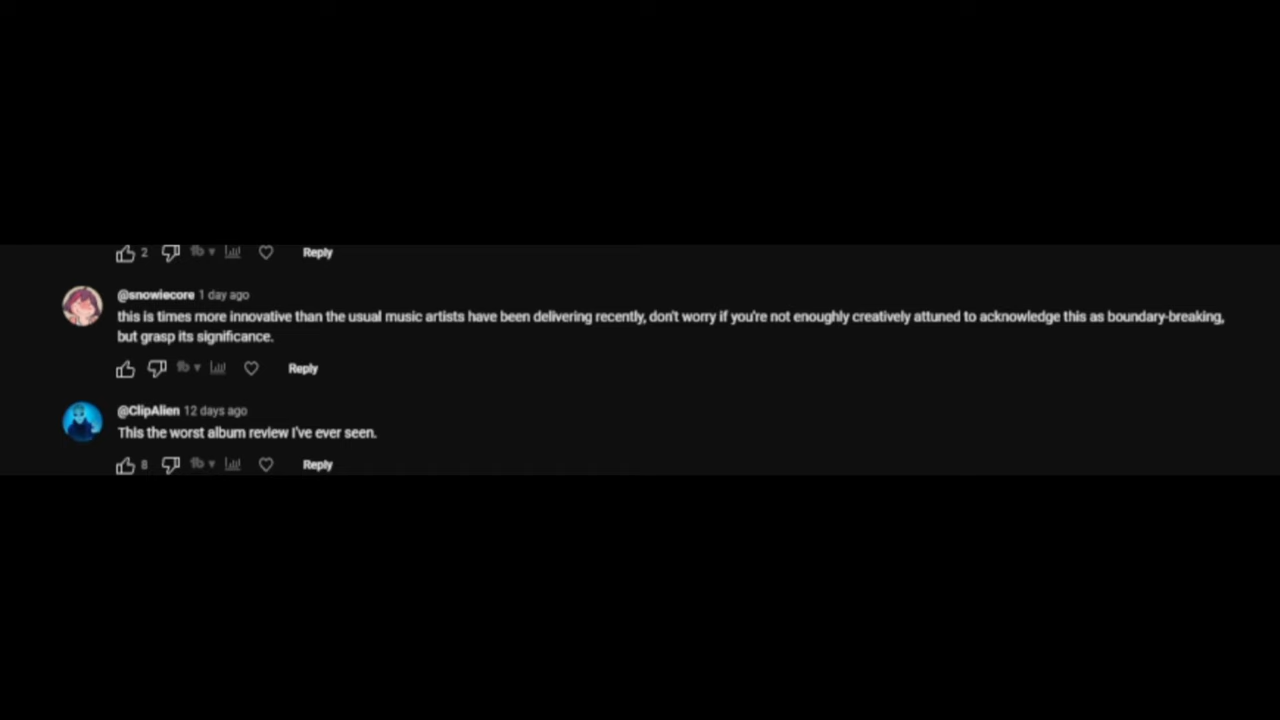 2 Reply
@snowiecore 1 day ago
this is times more innovative than the usual music artists have been delivering recently, don't worry if you're not enoughly creatively attuned to acknowledge this as boundary-breaking,
but grasp its significance.
Reply
@ClipAlien 12 days ago
This the worst album review I've ever seen.
8 Reply